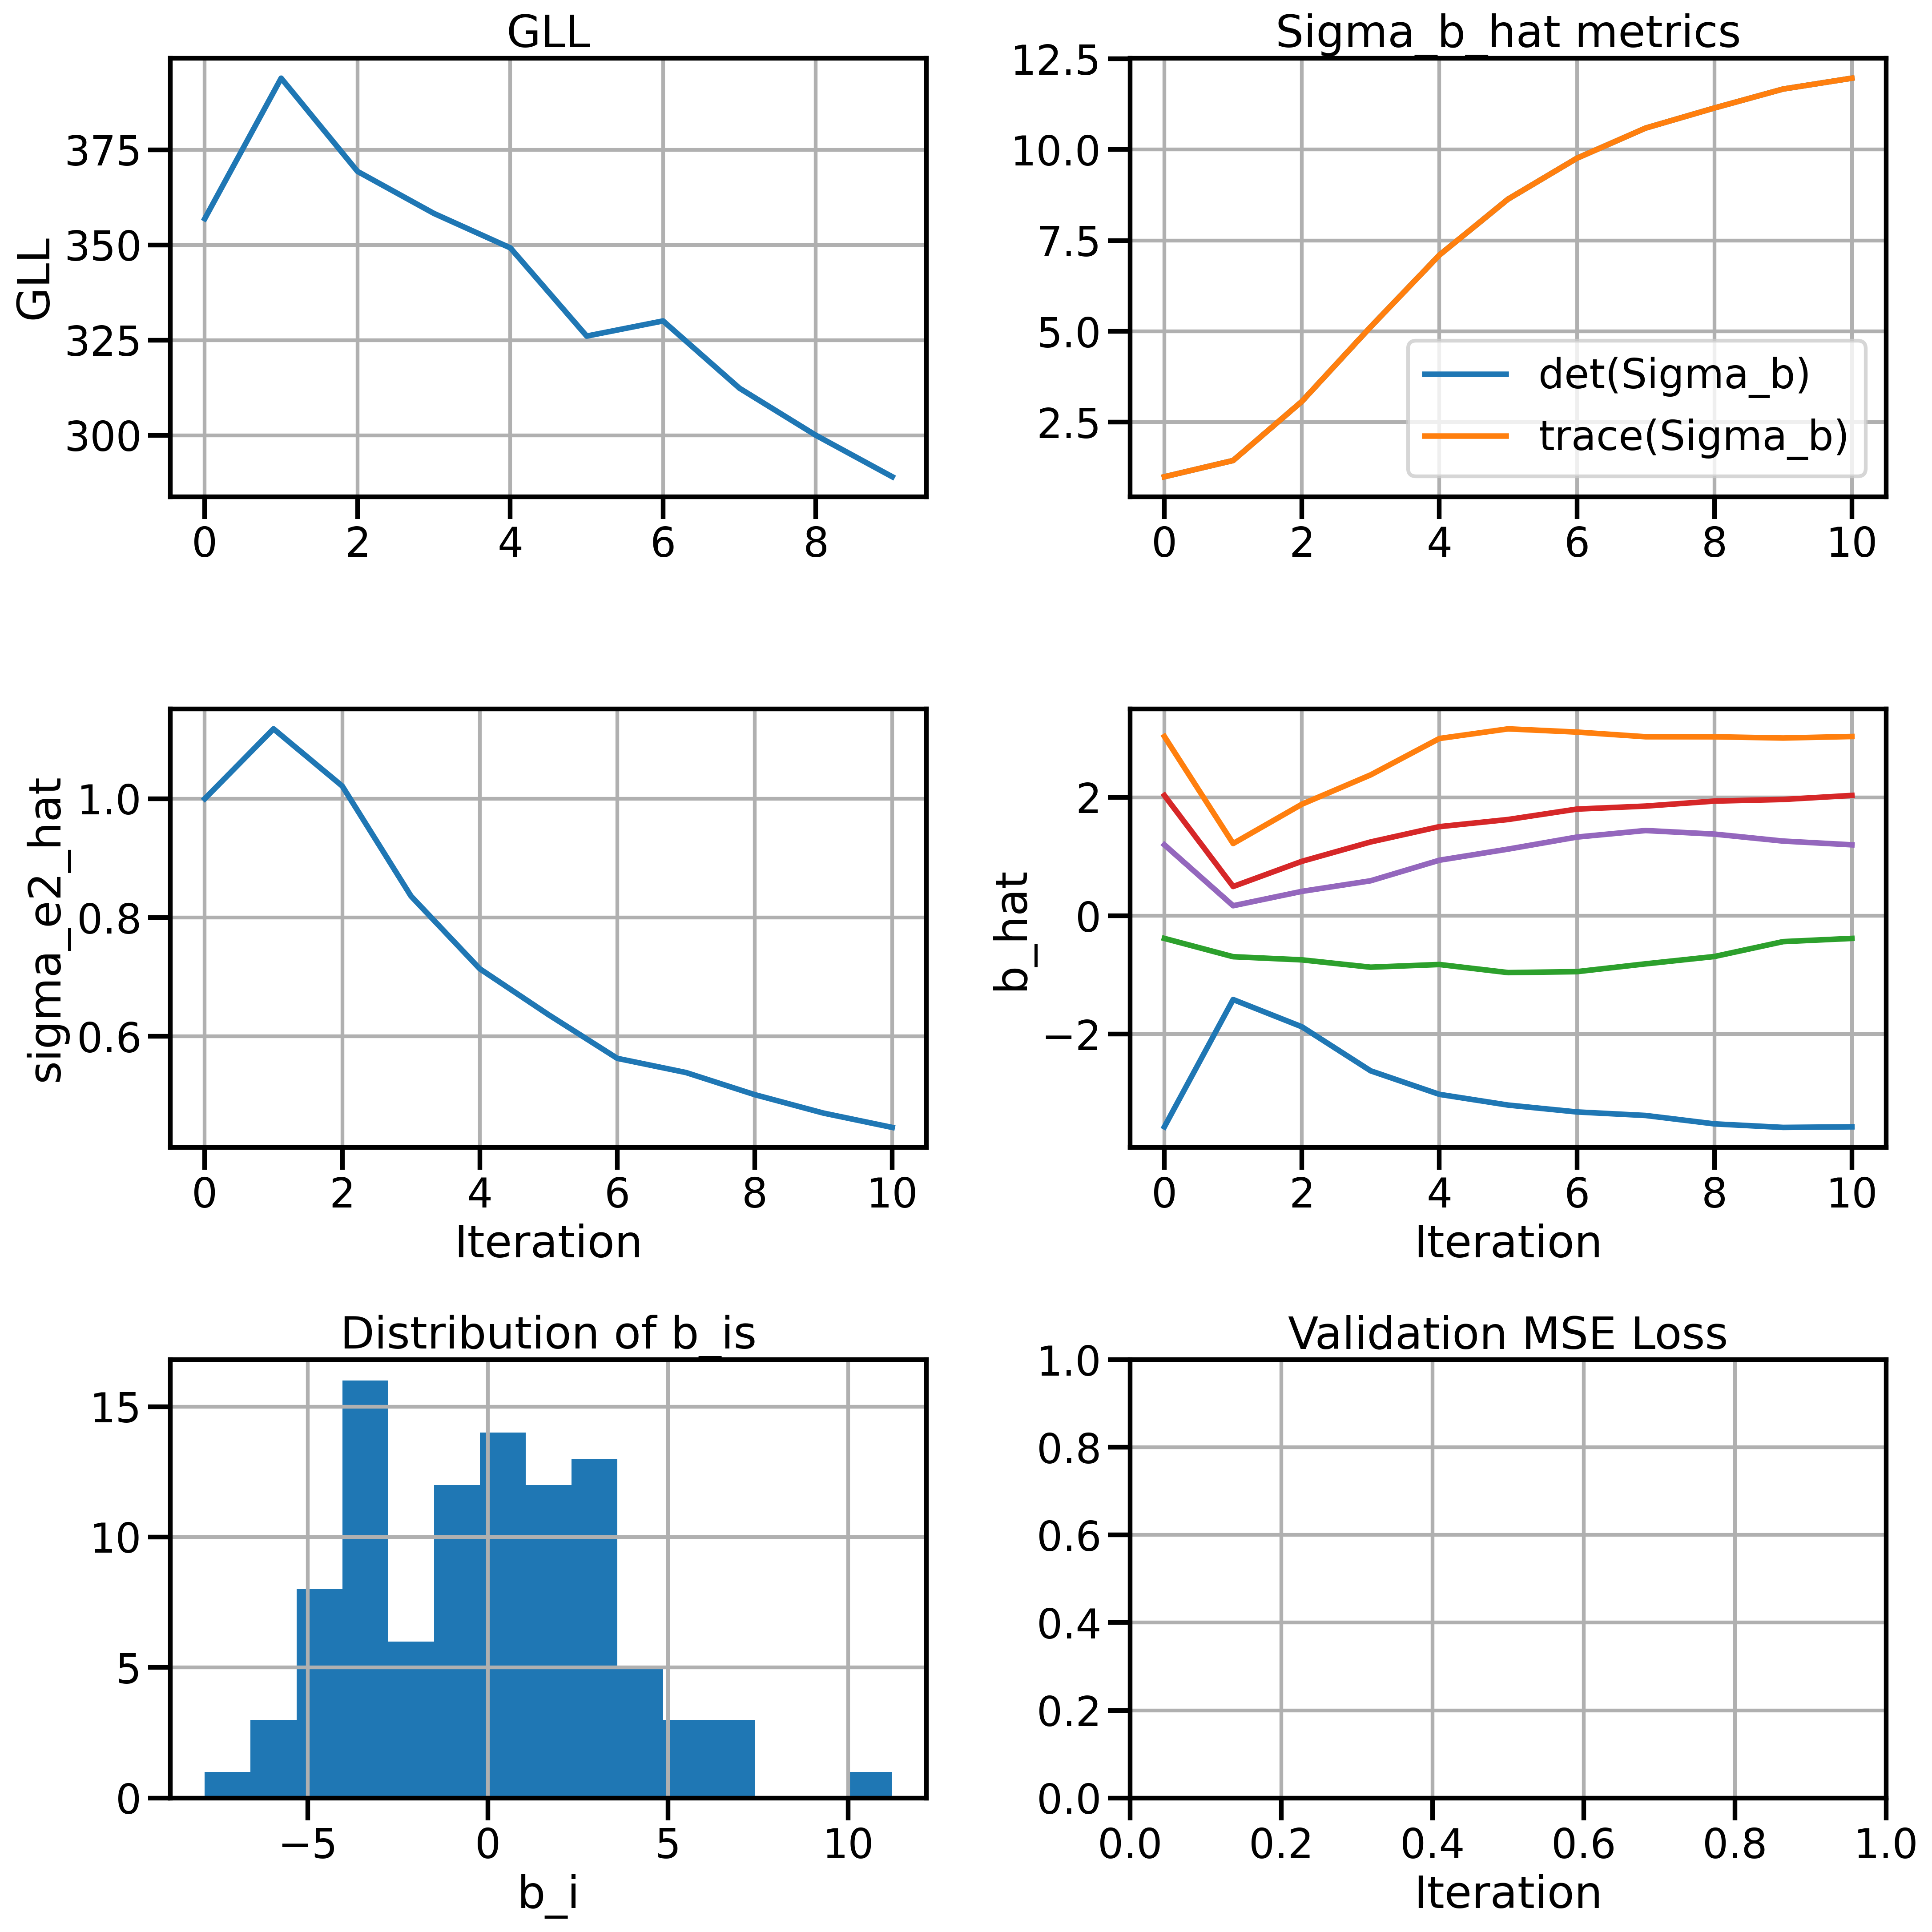 GLL
GLL
375
350
325
300
0 2 4 6 8
Sigma_b_hat metrics
12.5
10.0
7.5
5.0
2.5
det(Sigma_b)
trace(Sigma_b)
0 2 4 6 8 10
sigma_e2_hat
1.0
0.8
0.6
0 2 4 6 8 10
Iteration
b_hat
2
0
−2
0 2 4 6 8 10
Iteration
Distribution of b_is
15
10
5
0
−5 0 5 10
b_i
Validation MSE Loss
1.0
0.8
0.6
0.4
0.2
0.0
0.0 0.2 0.4 0.6 0.8 1.0
Iteration